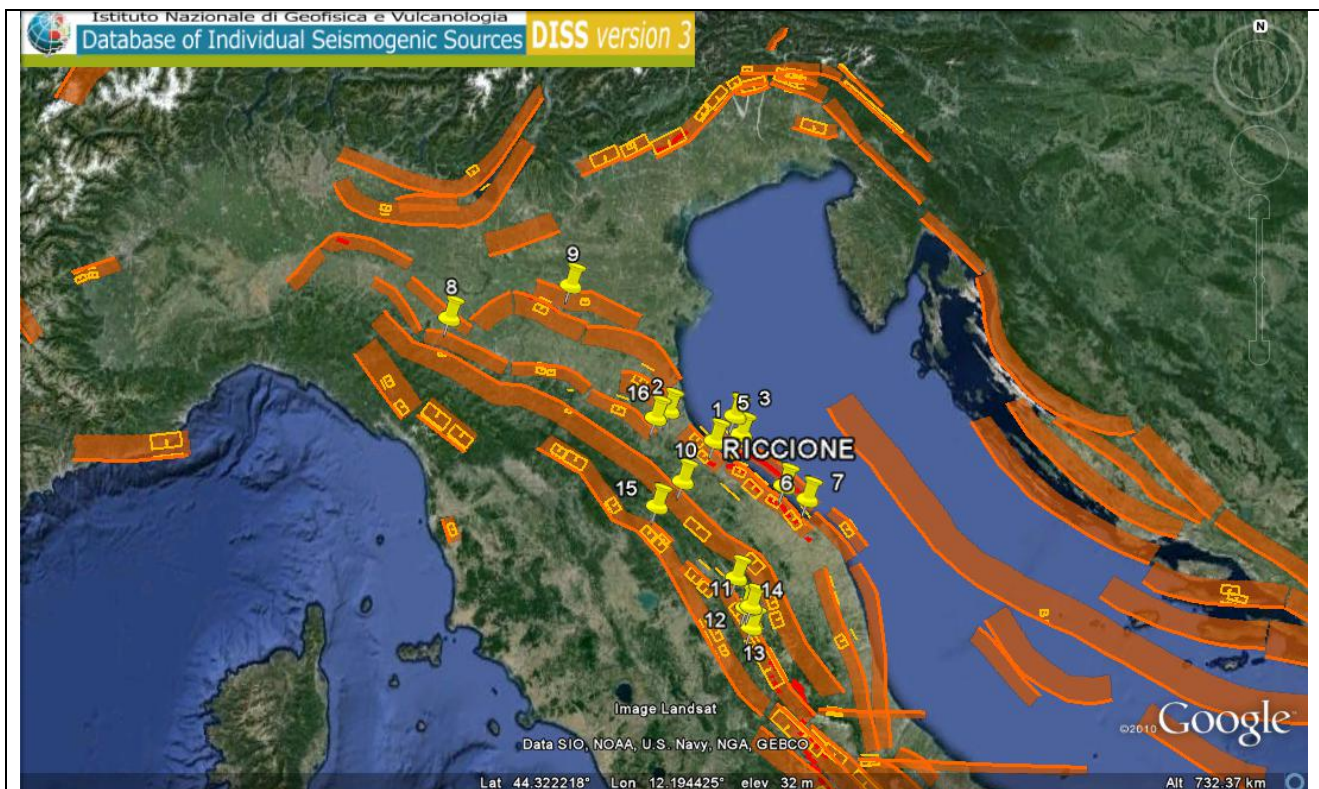 Istituto Nazionale di Geofisica e Vulcanologia
Database of Individual Seismogenic Sources DISS version 3
N
9
8
16 2
5 3
1
RICCIONE
10
6 7
15
11 14
12
13
Image Landsat
Data SIO, NOAA, U.S. Navy, NGA, GEBCO
©2010 Google
Lat 44.322218° Lon 12.194425° elev 32 m Alt 732.37 km